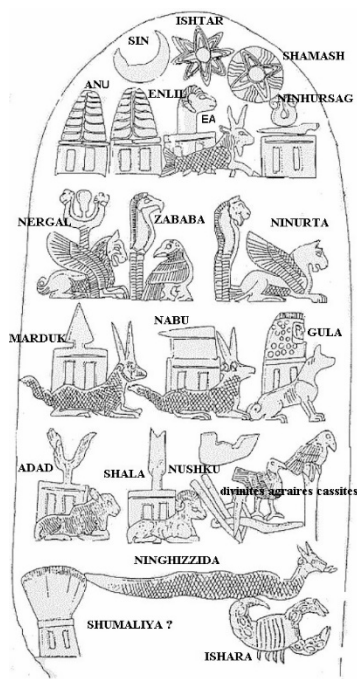 ISHTAR
SIN
SHAMASH
ANU
ENLIL
EA
NINHURSAG
NERGAL
ZABABA
NINURTA
MARDUK
NABU
GULA
ADAD
SHALA
NUSHKU
divinites agraires cassites
NINGHIZZIDA
SHUMALIYA ?
ISHARA